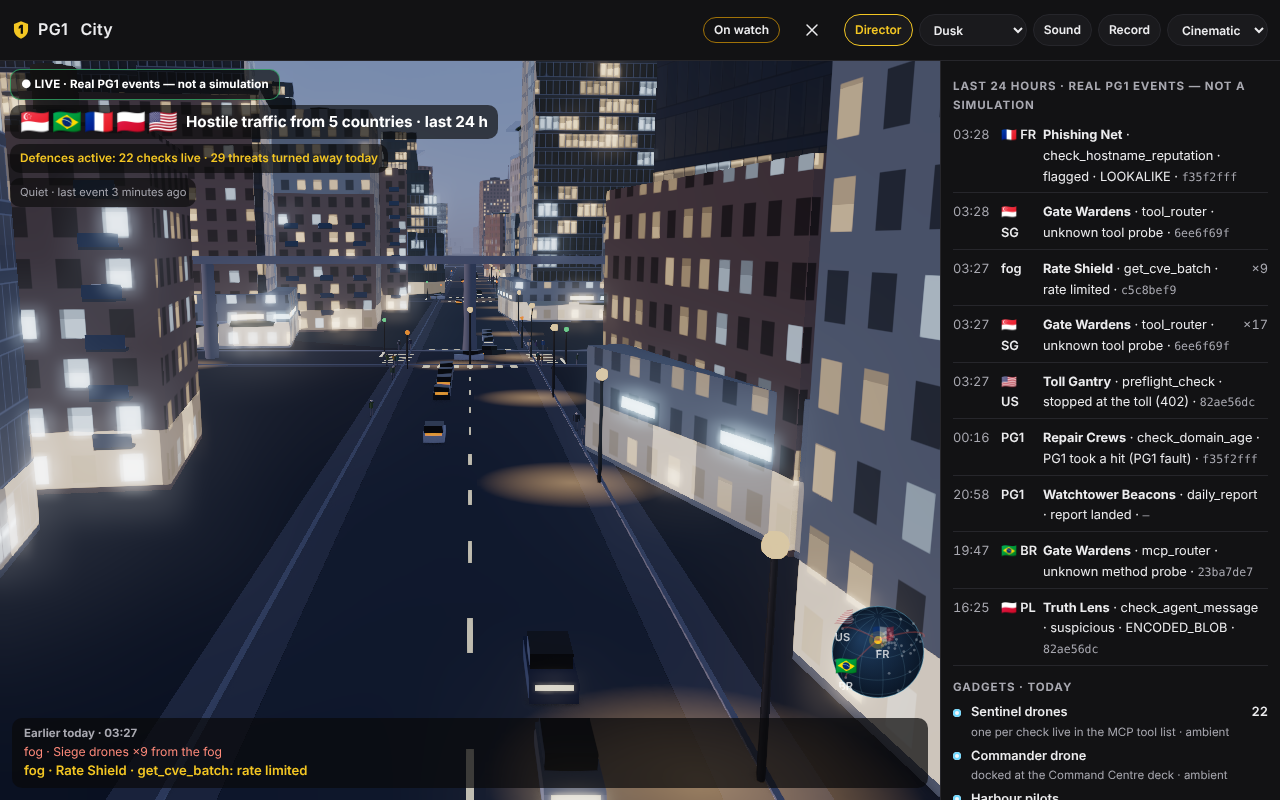 PG1 City
On watch
Director
Dusk
Sound
Record
Cinematic
LIVE · Real PG1 events — not a simulation
Hostile traffic from 5 countries · last 24 h
Defences active: 22 checks live · 29 threats turned away today
Quiet · last event 3 minutes ago
US
FR
BR
Earlier today · 03:27
fog · Siege drones ×9 from the fog
fog · Rate Shield · get_cve_batch: rate limited
LAST 24 HOURS · REAL PG1 EVENTS — NOT A
SIMULATION
03:28 FR Phishing Net ·
check_hostname_reputation ·
flagged · LOOKALIKE · f35f2fff
03:28 SG Gate Wardens · tool_router ·
unknown tool probe · 6ee6f69f
03:27 fog Rate Shield · get_cve_batch · ×9
rate limited · c5c8bef9
03:27 SG Gate Wardens · tool_router · ×17
unknown tool probe · 6ee6f69f
03:27 US Toll Gantry · preflight_check ·
stopped at the toll (402) · 82ae56dc
00:16 PG1 Repair Crews · check_domain_age ·
PG1 took a hit (PG1 fault) · f35f2fff
20:58 PG1 Watchtower Beacons · daily_report
· report landed · –
19:47 BR Gate Wardens · mcp_router ·
unknown method probe · 23ba7de7
16:25 PL Truth Lens · check_agent_message
· suspicious · ENCODED_BLOB ·
82ae56dc
GADGETS · TODAY
Sentinel drones 22
one per check live in the MCP tool list · ambient
Commander drone
docked at the Command Centre deck · ambient
Harbour pilots